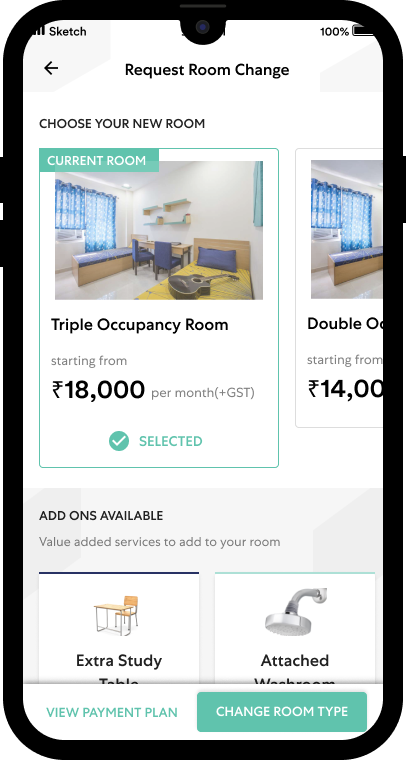 Sketch
100%
Request Room Change
CHOOSE YOUR NEW ROOM
CURRENT ROOM
Triple Occupancy Room
starting from
₹18,000 per month(+GST)
SELECTED
Double
starting from
₹14,00
ADD ONS AVAILABLE
Value added services to add to your room
Extra Study
Table
Attached
Washroom
VIEW PAYMENT PLAN
CHANGE ROOM TYPE